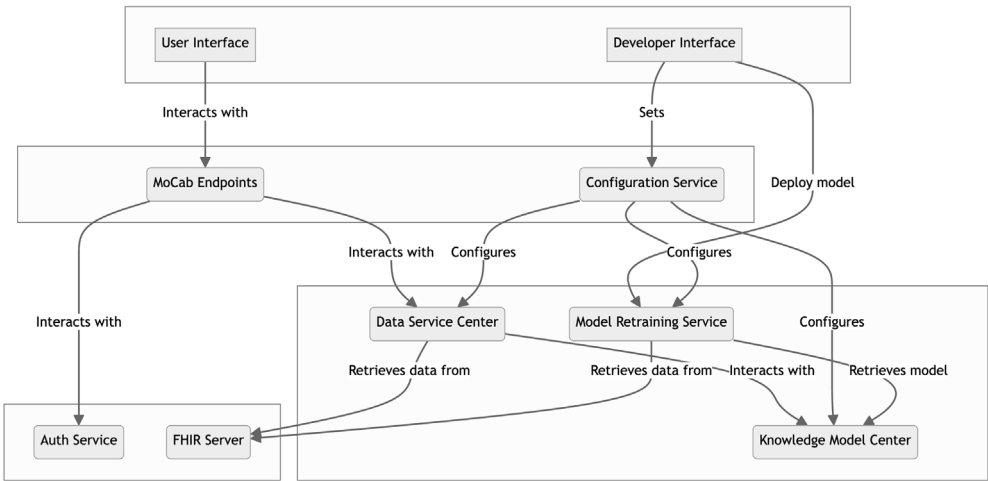 User Interface
Developer Interface
Interacts with
Sets
MoCab Endpoints
Configuration Service
Deploy model
Interacts with
Configures
Configures
Data Service Center
Model Retraining Service
Interacts with
Configures
Retrieves data from
Retrieves data from
Interacts with
Retrieves model
Auth Service
FHIR Server
Knowledge Model Center